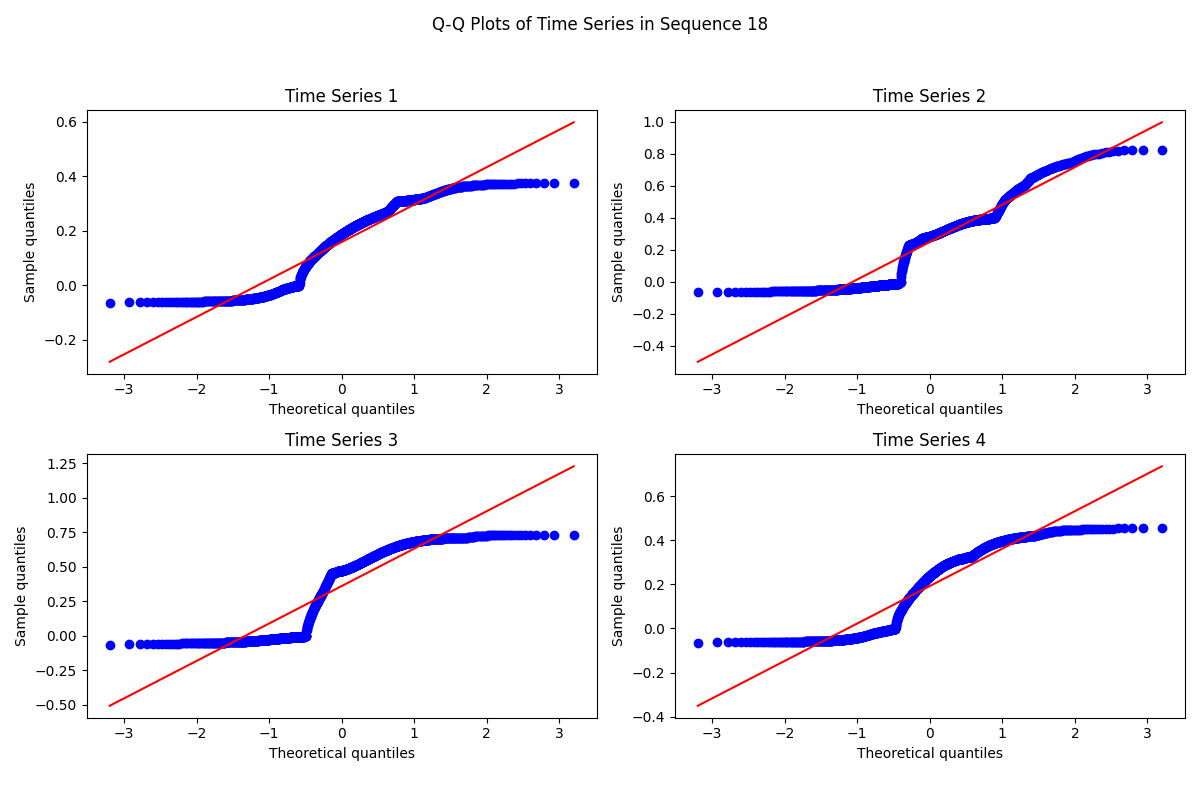 Q-Q Plots of Time Series in Sequence 18
Time Series 1
0.6
0.4
0.2
0.0
−0.2
Sample quantiles
−3 −2 −1 0 1 2 3
Theoretical quantiles
Time Series 2
1.0
0.8
0.6
0.4
0.2
0.0
−0.2
−0.4
Sample quantiles
−3 −2 −1 0 1 2 3
Theoretical quantiles
Time Series 3
1.25
1.00
0.75
0.50
0.25
0.00
−0.25
−0.50
Sample quantiles
−3 −2 −1 0 1 2 3
Theoretical quantiles
Time Series 4
0.6
0.4
0.2
0.0
−0.2
−0.4
Sample quantiles
−3 −2 −1 0 1 2 3
Theoretical quantiles